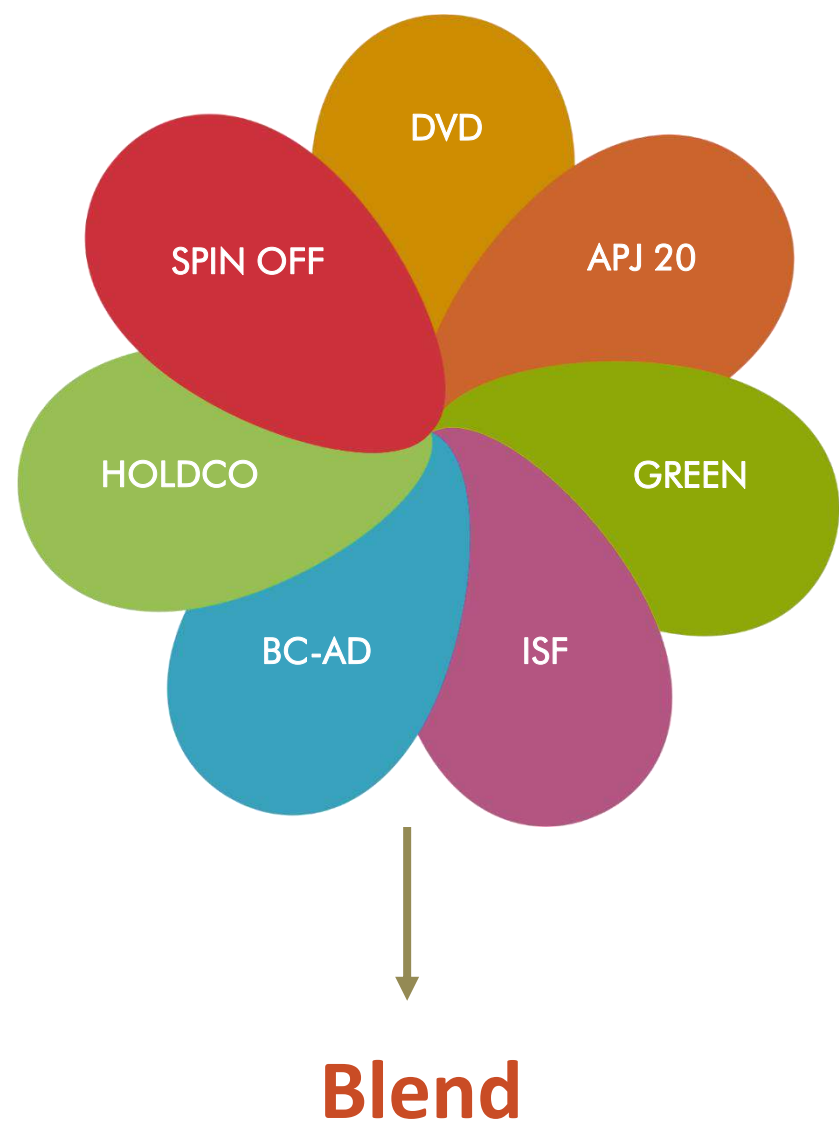 DVD
APJ 20
SPIN OFF
HOLDCO
GREEN
BC-AD
ISF
Blend